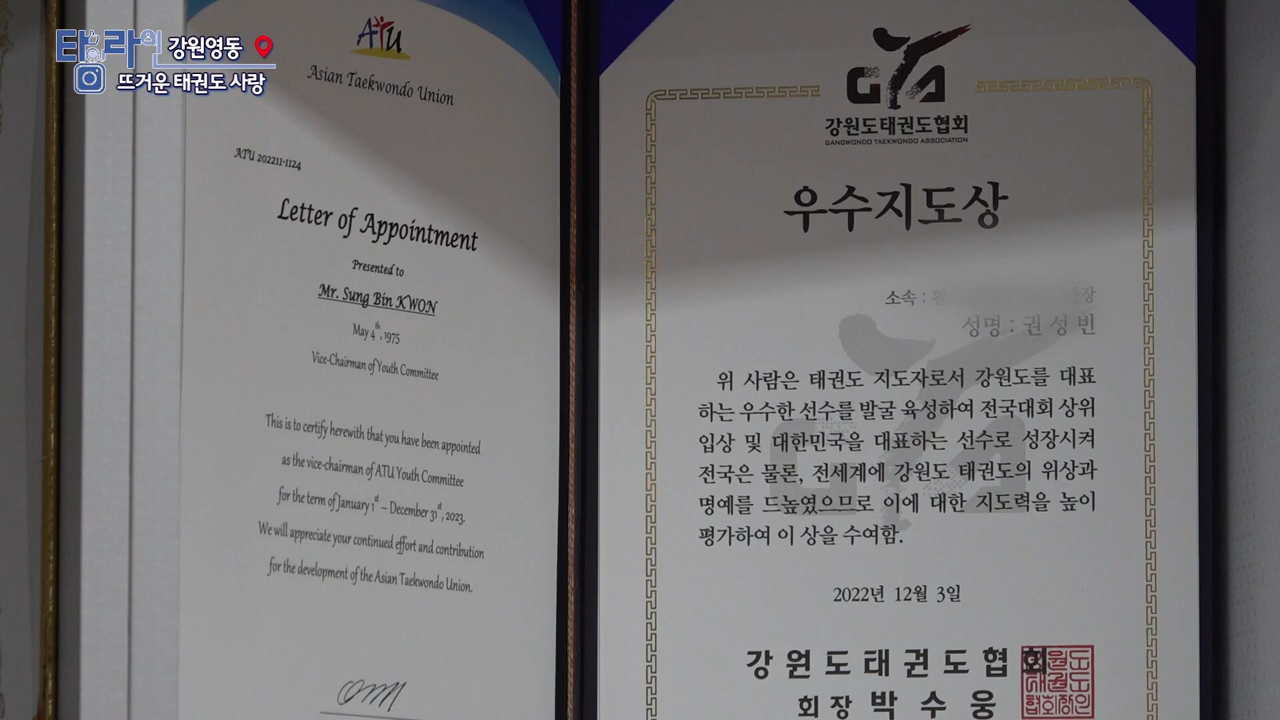 탐라의 강원영동
뜨거운 태권도 사랑
ATU
Asian Taekwondo Union
ATU 202211-1124
Letter of Appointment
Presented to
Mr. Sung Bin KWON
May 4th, 1975
Vice-Chairman of Youth Committee
This is to certify herewith that you have been appointed
as the vice-chairman of ATU Youth Committee
for the term of January 1st – December 31st, 2023.
We will appreciate your continued effort and contribution
for the development of the Asian Taekwondo Union.
GTA
강원도태권도협회
GANGWONDO TAEKWONDO ASSOCIATION
우수지도상
소속 :
성명 : 권성빈
위 사람은 태권도 지도자로서 강원도를 대표
하는 우수한 선수를 발굴 육성하여 전국대회 상위
입상 및 대한민국을 대표하는 선수로 성장시켜
전국은 물론, 전세계에 강원도 태권도의 위상과
명예를 드높였으므로 이에 대한 지도력을 높이
평가하여 이 상을 수여함.
2022년 12월 3일
강원도태권도협회
회장 박수웅